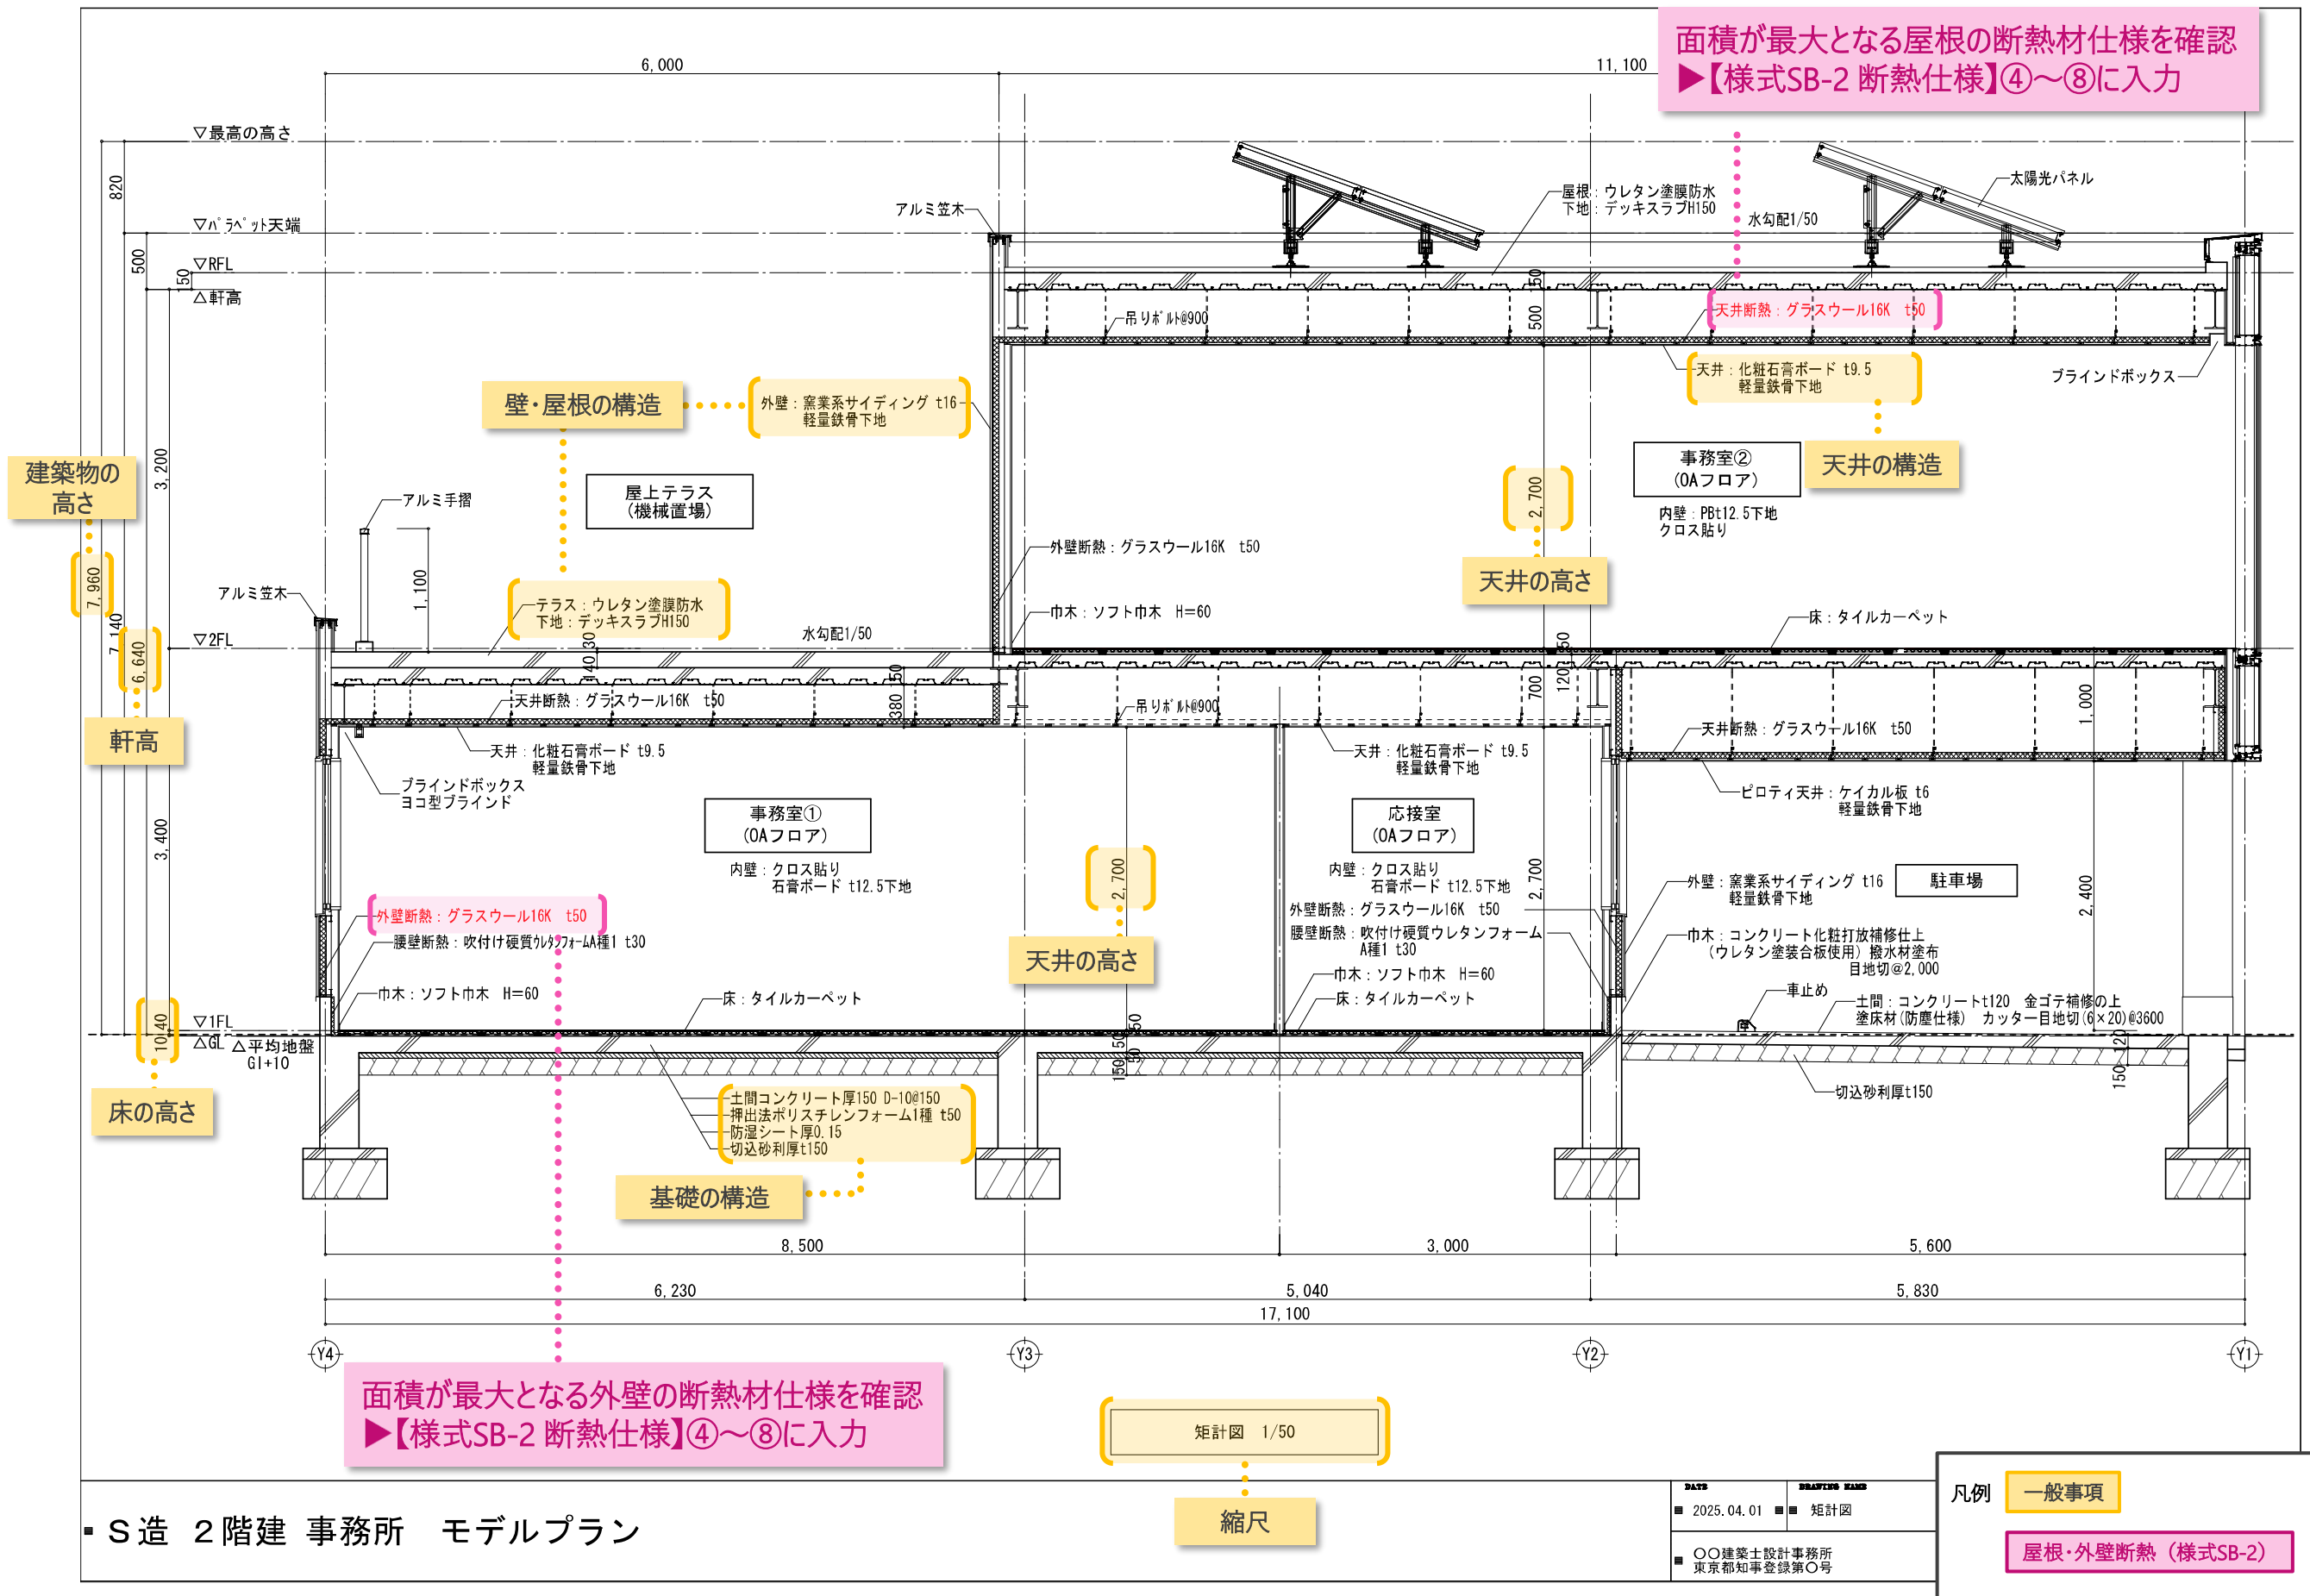 面積が最大となる屋根の断熱材仕様を確認
▶【様式SB-2 断熱仕様】④～⑧に入力
6,000
11,100
▽最高の高さ
820
アルミ笠木
屋根：ウレタン塗膜防水
下地：デッキスラブH150
水勾配1/50
太陽光パネル
▽パラペット天端
500
▽RFL
150
△軒高
150
500
吊りボルト@900
天井断熱：グラスウール16K t50
天井：化粧石膏ボード t9.5
軽量鉄骨下地
ブラインドボックス
壁・屋根の構造
外壁：窯業系サイディング t16
軽量鉄骨下地
建築物の
高さ
3,200
屋上テラス
(機械置場)
アルミ手摺
事務室②
(OAフロア)
天井の構造
2,700
内壁：PBt12.5下地
クロス貼り
天井の高さ
外壁断熱：グラスウール16K t50
7,960
1,100
アルミ笠木
テラス：ウレタン塗膜防水
下地：デッキスラブH150
巾木：ソフト巾木 H=60
床：タイルカーペット
水勾配1/50
▽2FL
7,140
6,640
140
30
150
380
50
120
700
1,000
天井断熱：グラスウール16K t50
吊りボルト@900
天井断熱：グラスウール16K t50
軒高
天井：化粧石膏ボード t9.5
軽量鉄骨下地
天井：化粧石膏ボード t9.5
軽量鉄骨下地
ブラインドボックス
ヨコ型ブラインド
ピロティ天井：ケイカル板 t6
軽量鉄骨下地
事務室①
(OAフロア)
応接室
(OAフロア)
3,400
内壁：クロス貼り
石膏ボード t12.5下地
2,700
内壁：クロス貼り
石膏ボード t12.5下地
2,700
外壁：窯業系サイディング t16
軽量鉄骨下地
駐車場
2,400
外壁断熱：グラスウール16K t50
腰壁断熱：吹付け硬質ウレタンフォームA種1 t30
外壁断熱：グラスウール16K t50
腰壁断熱：吹付け硬質ウレタンフォーム
A種1 t30
巾木：コンクリート化粧打放補修仕上
(ウレタン塗装合板使用) 撥水材塗布
目地切@2,000
天井の高さ
巾木：ソフト巾木 H=60
床：タイルカーペット
巾木：ソフト巾木 H=60
床：タイルカーペット
車止め
土間：コンクリートt120 金ゴテ補修の上
塗床材(防塵仕様) カッター目地切(6×20)@3600
▽1FL
△GL
△平均地盤
Gl+10
10
40
50
150
50
150
120
150
床の高さ
土間コンクリート厚150 D-10@150
押出法ポリスチレンフォーム1種 t50
防湿シート厚0.15
切込砂利厚t150
切込砂利厚t150
基礎の構造
8,500
3,000
5,600
6,230
5,040
5,830
17,100
Y4
Y3
Y2
Y1
面積が最大となる外壁の断熱材仕様を確認
▶【様式SB-2 断熱仕様】④～⑧に入力
矩計図 1/50
縮尺
S造 2階建 事務所 モデルプラン
DATE
DRAWING NAME
2025.04.01
矩計図
〇〇建築士設計事務所
東京都知事登録第〇号
凡例
一般事項
屋根・外壁断熱（様式SB-2）